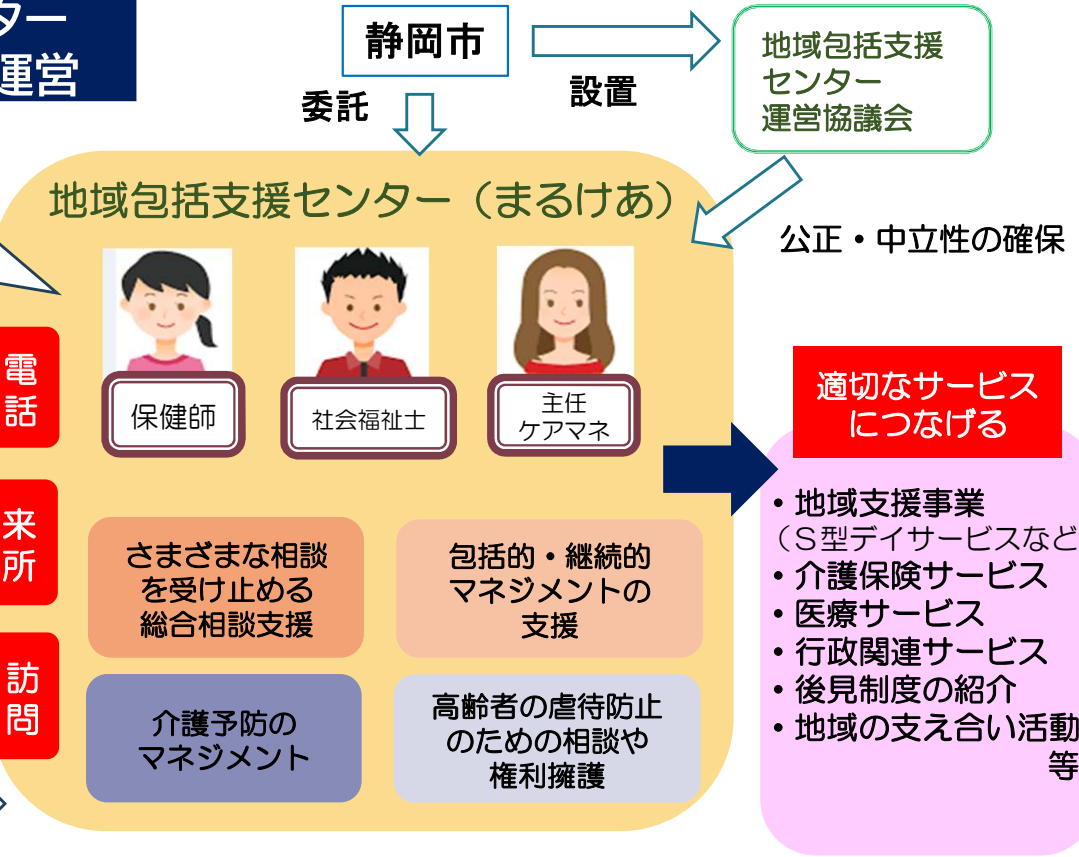 ター
運営
静岡市
委託
設置
地域包括支援
センター
運営協議会
公正・中立性の確保
地域包括支援センター（まるけあ）
保健師
社会福祉士
主任
ケアマネ
電
話
来
所
訪
問
さまざまな相談
を受け止める
総合相談支援
包括的・継続的
マネジメントの
支援
介護予防の
マネジメント
高齢者の虐待防止
のための相談や
権利擁護
適切なサービス
につなげる
・地域支援事業
（Ｓ型デイサービスなど
・介護保険サービス
・医療サービス
・行政関連サービス
・後見制度の紹介
・地域の支え合い活動
等